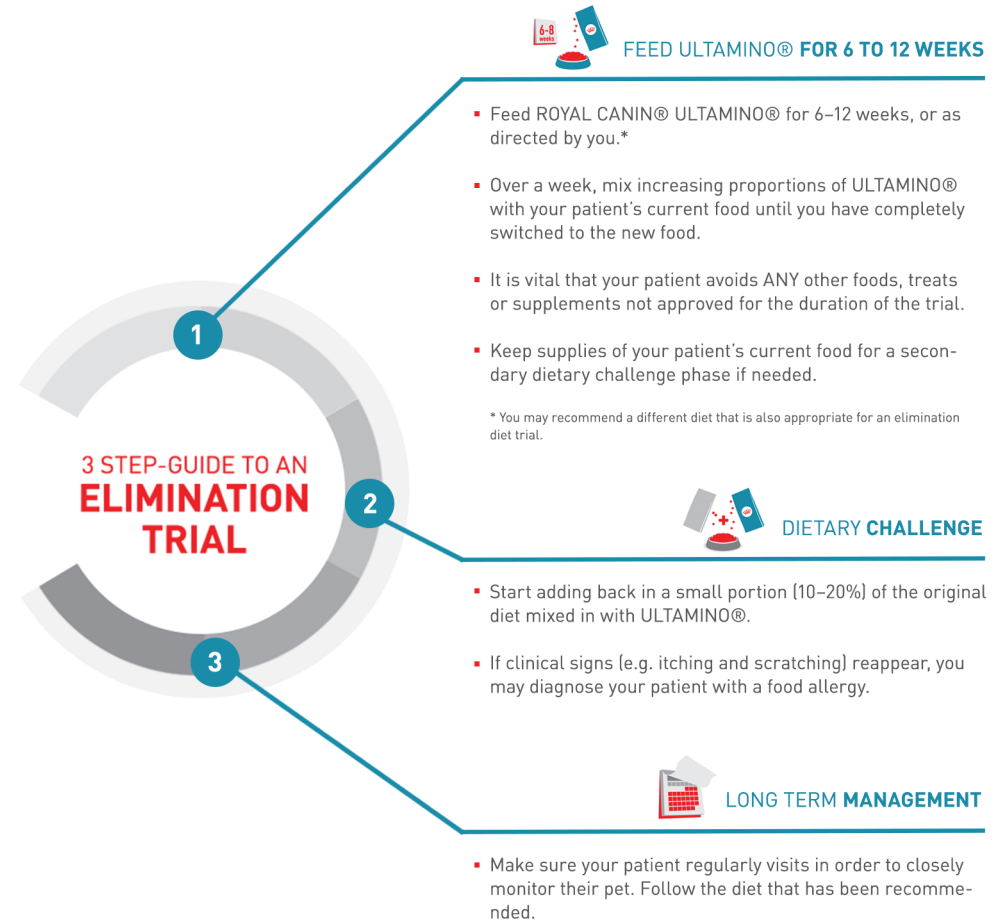 6-8
weeks
FEED ULTAMINO® FOR 6 TO 12 WEEKS
▪ Feed ROYAL CANIN® ULTAMINO® for 6–12 weeks, or as
directed by you.*
▪ Over a week, mix increasing proportions of ULTAMINO®
with your patient's current food until you have completely
switched to the new food.
▪ It is vital that your patient avoids ANY other foods, treats
or supplements not approved for the duration of the trial.
▪ Keep supplies of your patient's current food for a secon-
dary dietary challenge phase if needed.
* You may recommend a different diet that is also appropriate for an elimination
diet trial.
1
3 STEP-GUIDE TO AN
ELIMINATION
TRIAL
2
DIETARY CHALLENGE
▪ Start adding back in a small portion (10–20%) of the original
diet mixed in with ULTAMINO®.
▪ If clinical signs (e.g. itching and scratching) reappear, you
may diagnose your patient with a food allergy.
3
LONG TERM MANAGEMENT
▪ Make sure your patient regularly visits in order to closely
monitor their pet. Follow the diet that has been recomme-
nded.